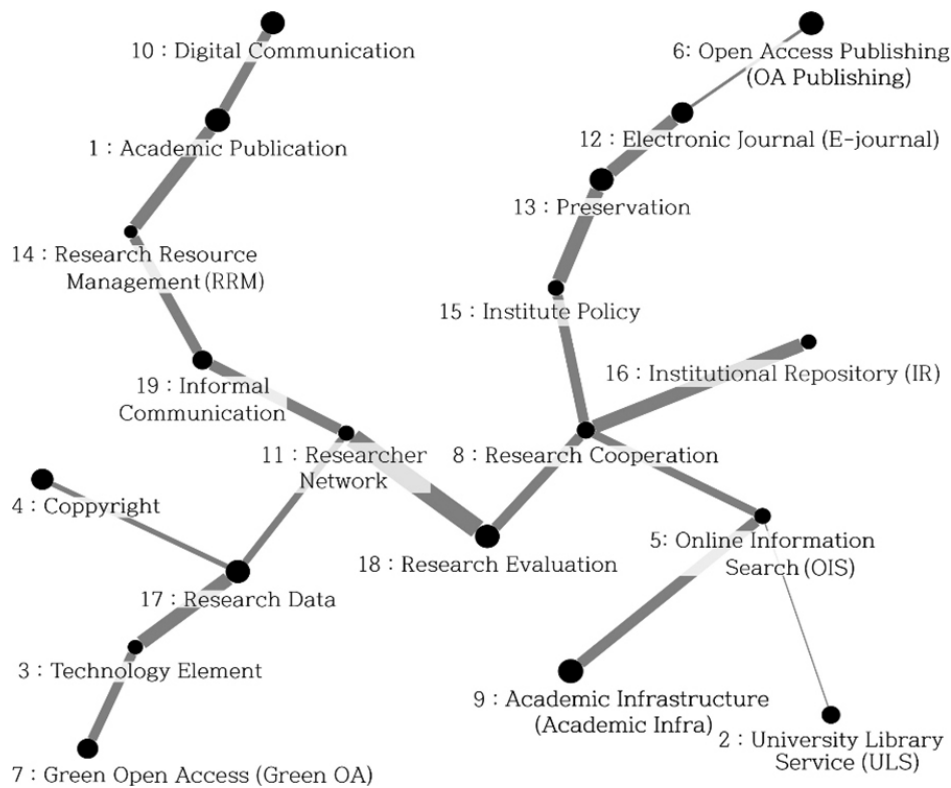 10 : Digital Communication
6: Open Access Publishing
(OA Publishing)
1 : Academic Publication
12 : Electronic Journal (E-journal)
13 : Preservation
14 : Research Resource
Management (RRM)
15 : Institute Policy
16 : Institutional Repository (IR)
19 : Informal
Communication
11 : Researcher
Network
8 : Research Cooperation
4 : Coppyright
5: Online Information
Search (OIS)
18 : Research Evaluation
17 : Research Data
3 : Technology Element
9 : Academic Infrastructure
(Academic Infra)
2 : University Library
Service (ULS)
7 : Green Open Access (Green OA)